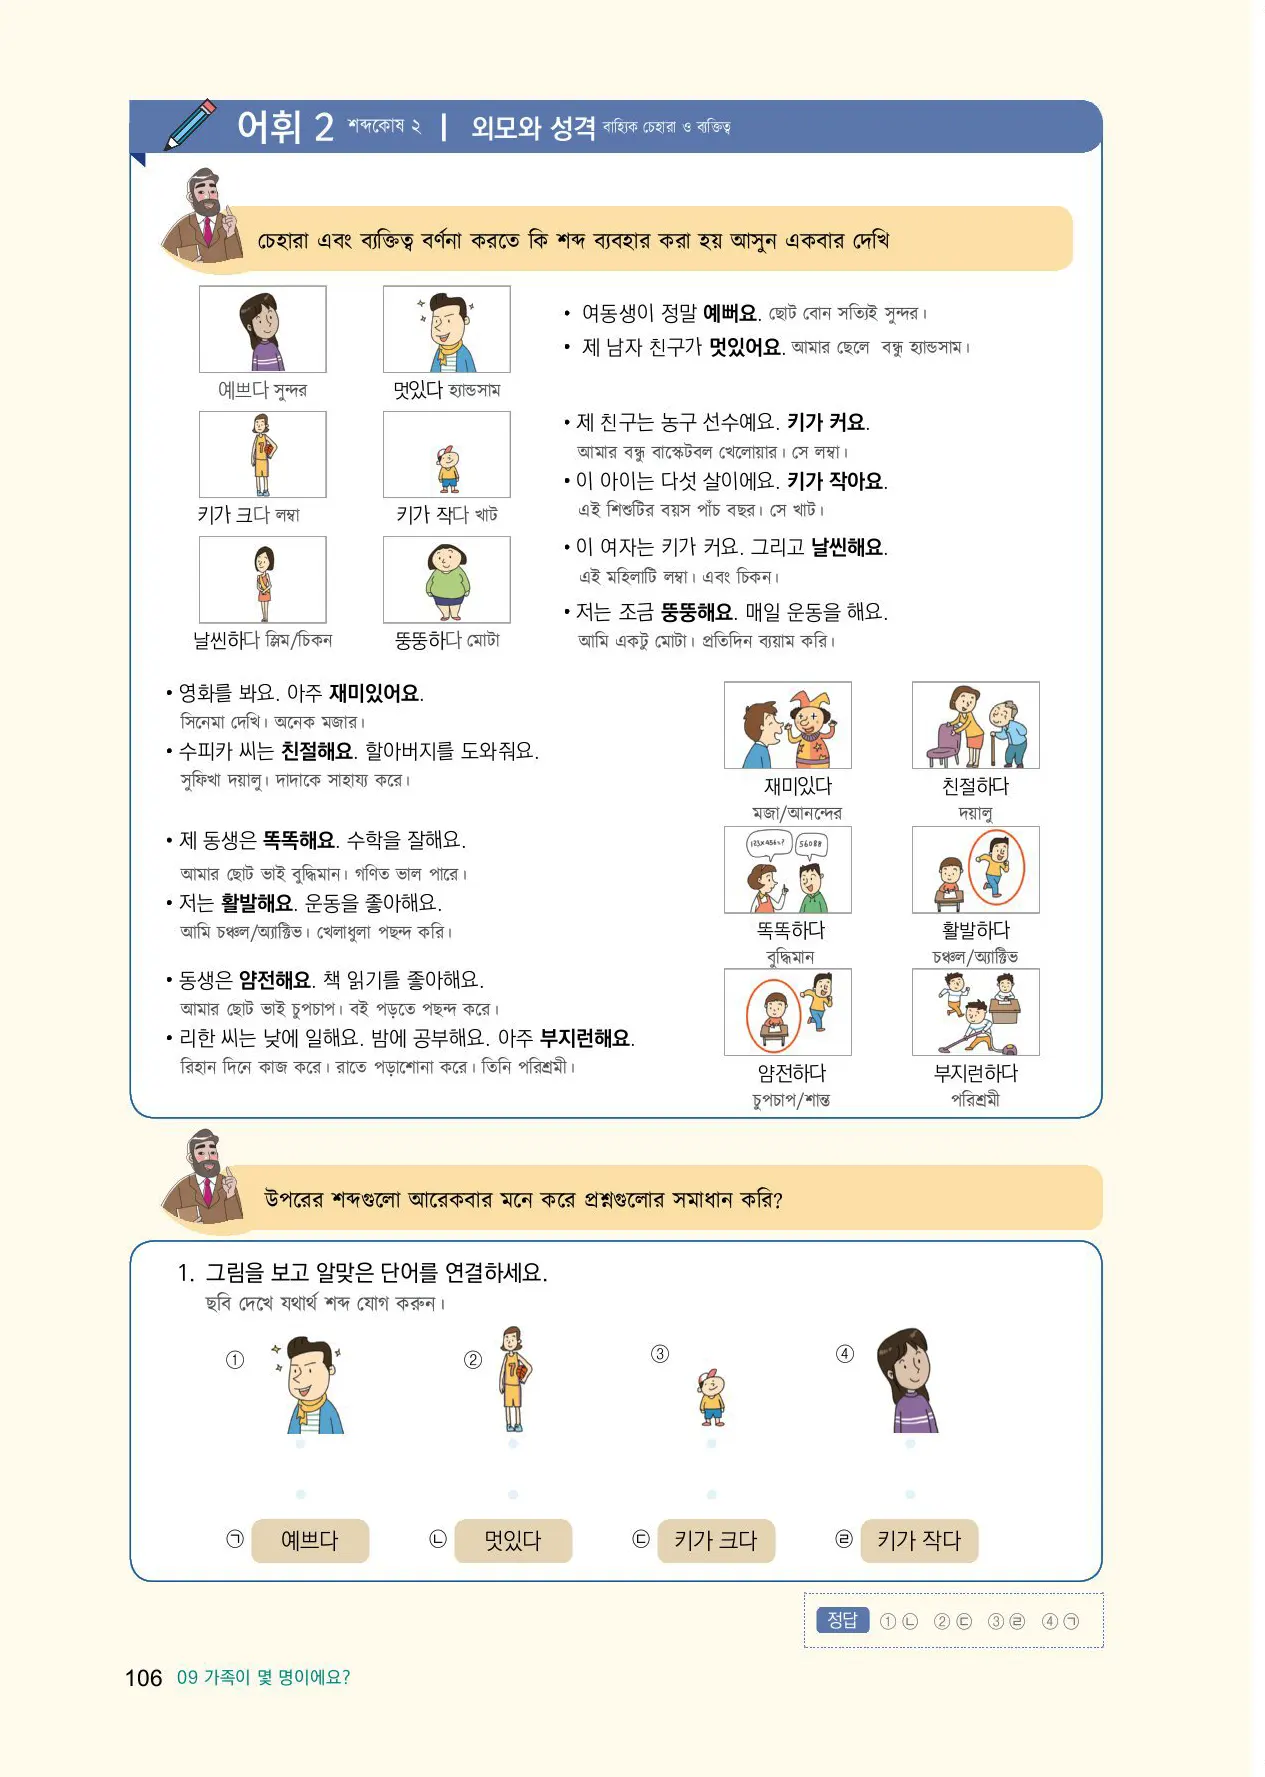 어휘 2 শব্দকোষ ২ | 외모와 성격 বাহ্যিক চেহারা ও ব্যক্তিত্ব
চেহারা এবং ব্যক্তিত্ব বর্ণনা করতে কি শব্দ ব্যবহার করা হয় আসুন একবার দেখি
예쁘다 সুন্দর
멋있다 হ্যান্ডসাম
• 여동생이 정말 예뻐요. ছোট বোন সত্যিই সুন্দর।
• 제 남자 친구가 멋있어요. আমার ছেলে বন্ধু হ্যান্ডসাম।
키가 크다 লম্বা
키가 작다 খাট
• 제 친구는 농구 선수예요. 키가 커요.
আমার বন্ধু বাস্কেটবল খেলোয়ার। সে লম্বা।
• 이 아이는 다섯 살이에요. 키가 작아요.
এই শিশুটির বয়স পাঁচ বছর। সে খাট।
날씬하다 স্লিম/চিকন
뚱뚱하다 মোটা
• 이 여자는 키가 커요. 그리고 날씬해요.
এই মহিলাটি লম্বা। এবং চিকন।
• 저는 조금 뚱뚱해요. 매일 운동을 해요.
আমি একটু মোটা। প্রতিদিন ব্যয়াম করি।
• 영화를 봐요. 아주 재미있어요.
সিনেমা দেখি। অনেক মজার।
• 수피카 씨는 친절해요. 할아버지를 도와줘요.
সুফিখা দয়ালু। দাদাকে সাহায্য করে।
재미있다
মজা/আনন্দের
친절하다
দয়ালু
• 제 동생은 똑똑해요. 수학을 잘해요.
আমার ছোট ভাই বুদ্ধিমান। গণিত ভাল পারে।
• 저는 활발해요. 운동을 좋아해요.
আমি চঞ্চল/অ্যাক্টিভ। খেলাধুলা পছন্দ করি।
123x456=?
56088
똑똑하다
বুদ্ধিমান
활발하다
চঞ্চল/অ্যাক্টিভ
• 동생은 얌전해요. 책 읽기를 좋아해요.
আমার ছোট ভাই চুপচাপ। বই পড়তে পছন্দ করে।
• 리한 씨는 낮에 일해요. 밤에 공부해요. 아주 부지런해요.
রিহান দিনে কাজ করে। রাতে পড়াশোনা করে। তিনি পরিশ্রমী।
얌전하다
চুপচাপ/শান্ত
부지런하다
পরিশ্রমী
উপরের শব্দগুলো আরেকবার মনে করে প্রশ্নগুলোর সমাধান করি?
1. 그림을 보고 알맞은 단어를 연결하세요.
ছবি দেখে যথার্থ শব্দ যোগ করুন।
① ② ③ ④
㉠ 예쁘다 ㉡ 멋있다 ㉢ 키가 크다 ㉣ 키가 작다
정답 ①㉡ ②㉢ ③㉣ ④㉠
106 09 가족이 몇 명이에요?